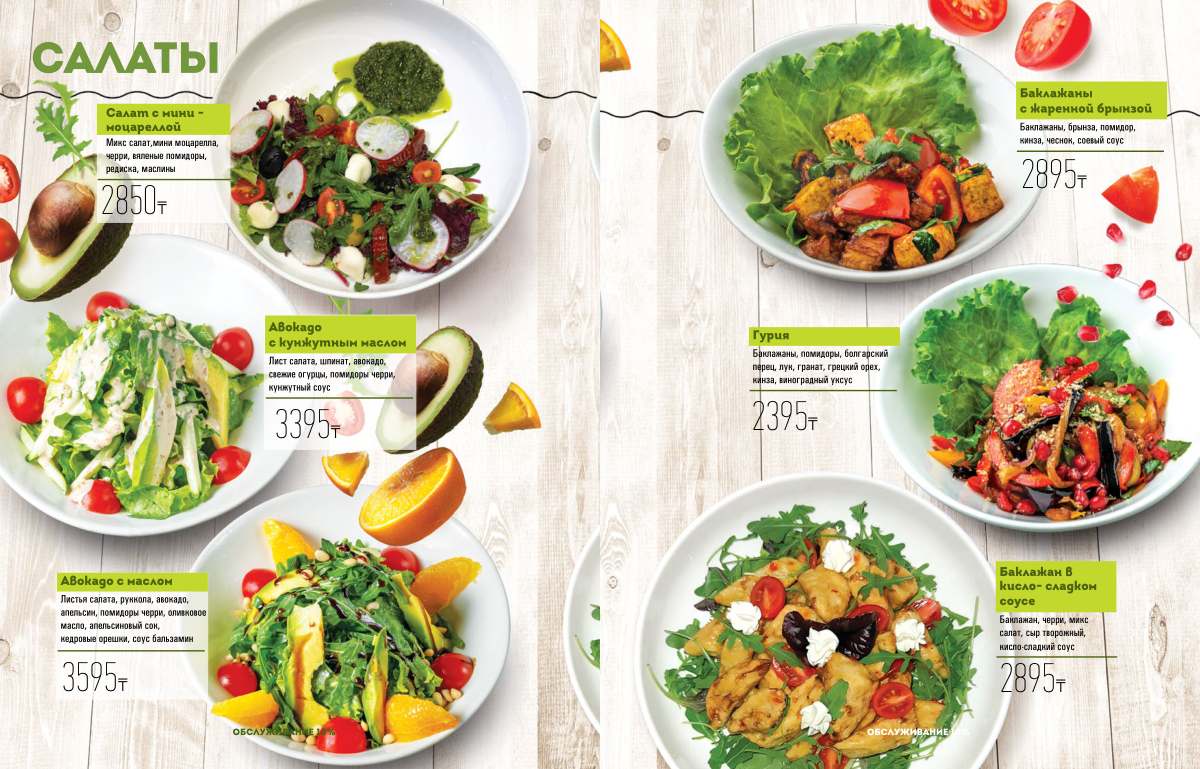 САЛАТЫ
Салат с мини -
моцареллой
Микс салат,мини моцарелла,
черри, вяленые помидоры,
редиска, маслины
2850₸
Авокадо
с кунжутным маслом
Лист салата, шпинат, авокадо,
свежие огурцы, помидоры черри,
кунжутный соус
3395₸
Авокадо с маслом
Листья салата, руккола, авокадо,
апельсин, помидоры черри, оливковое
масло, апельсиновый сок,
кедровые орешки, соус бальзамин
3595₸
ОБСЛУЖИВАНИЕ
Баклажаны
с жаренной брынзой
Баклажаны, брынза, помидор,
кинза, чеснок, соевый соус
2895₸
Гурия
Баклажаны, помидоры, болгарский
перец, лук, гранат, грецкий орех,
кинза, виноградный уксус
2395₸
Баклажан в
кисло- сладком
соусе
Баклажан, черри, микс
салат, сыр творожный,
кисло-сладкий соус
2895₸
ОБСЛУЖИВАНИЕ